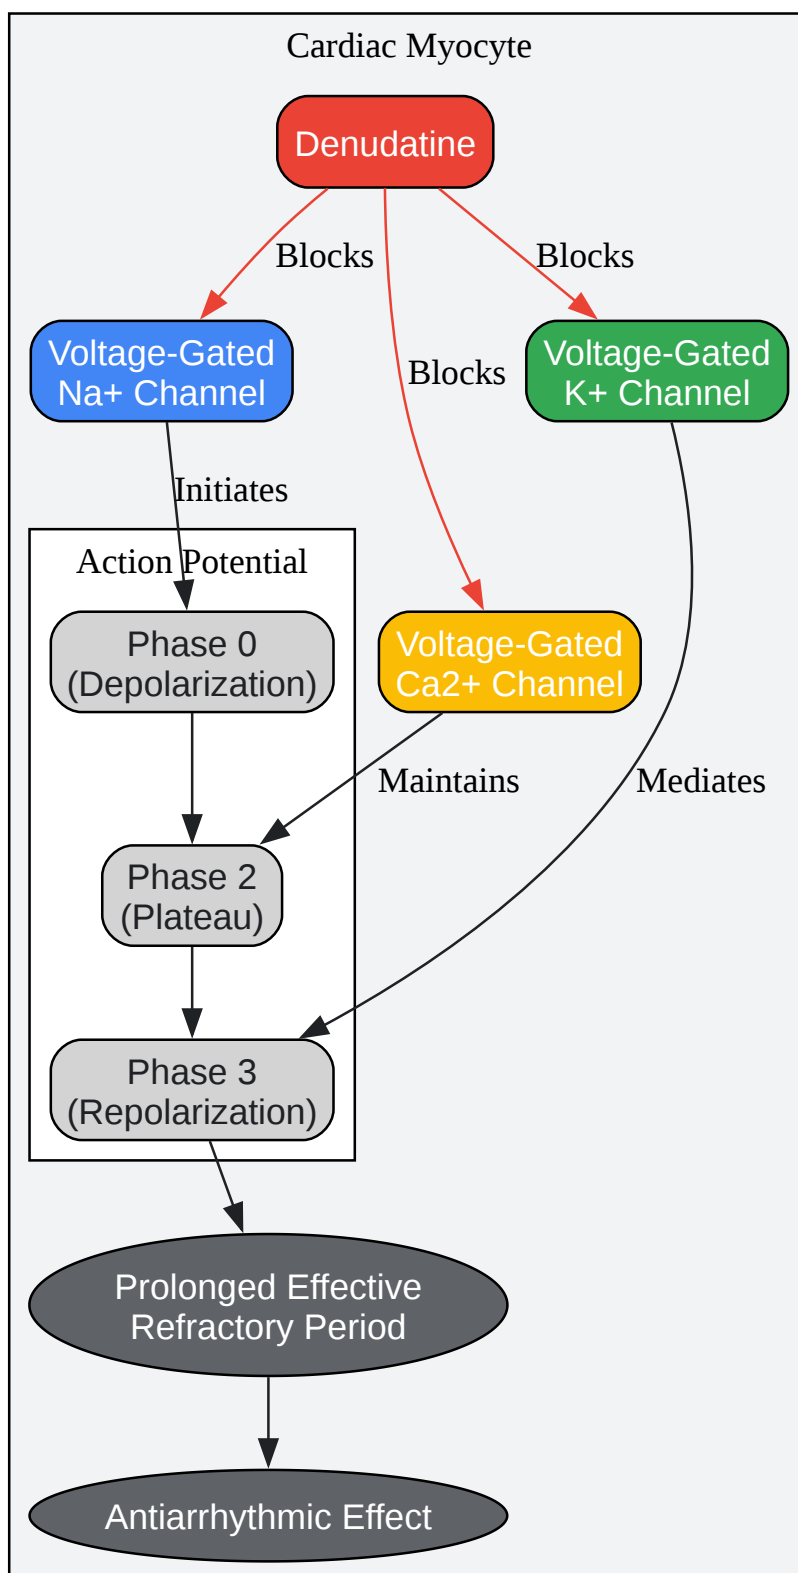 Cardiac Myocyte
Denudatine
Blocks
Blocks
Voltage-Gated
Na+ Channel
Voltage-Gated
K+ Channel
Blocks
Initiates
Action Potential
Phase 0
(Depolarization)
Voltage-Gated
Ca2+ Channel
Maintains
Mediates
Phase 2
(Plateau)
Phase 3
(Repolarization)
Prolonged Effective
Refractory Period
Antiarrhythmic Effect